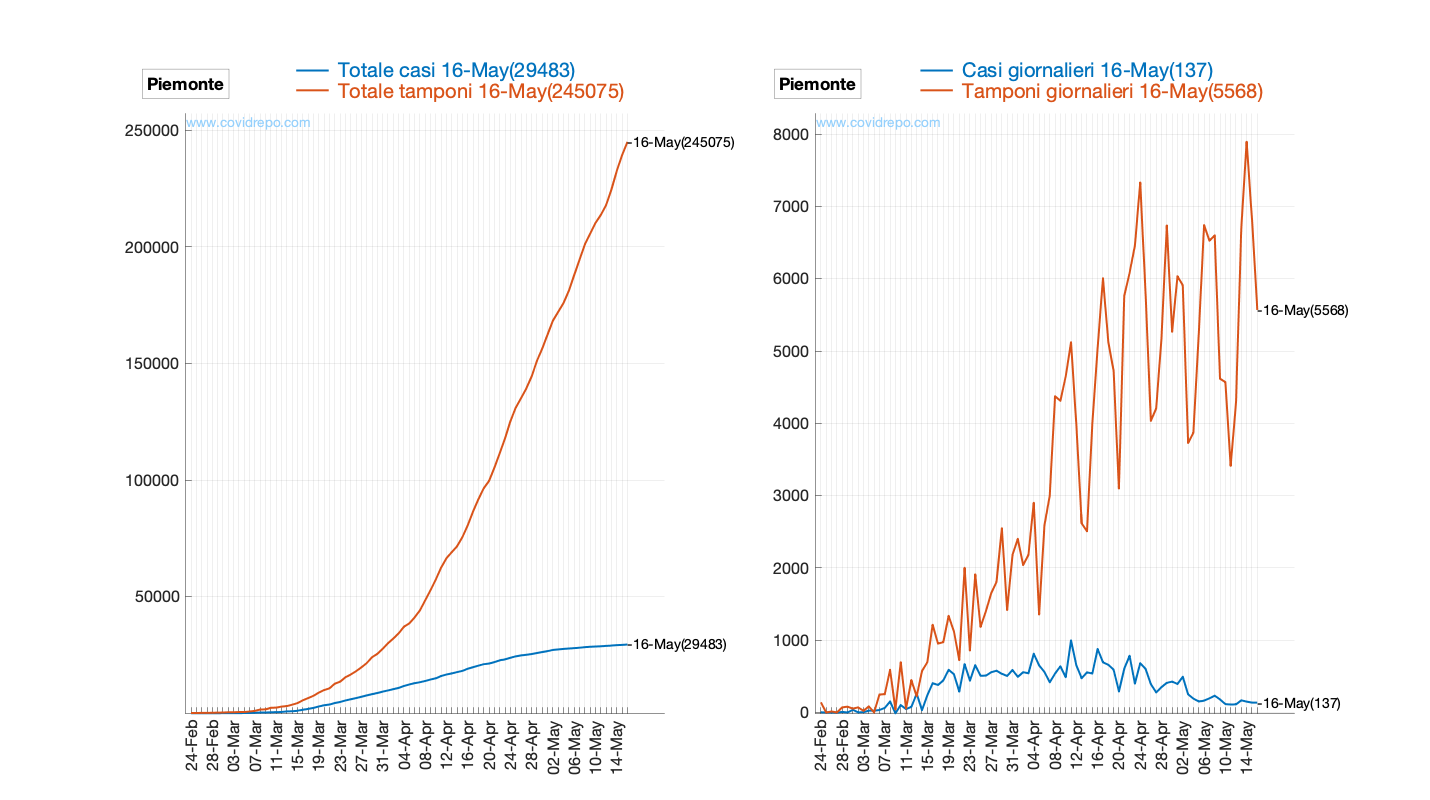 Piemonte
Totale casi 16-May(29483)
Totale tamponi 16-May(245075)
www.covidrepo.com
250000
200000
150000
100000
50000
16-May(245075)
16-May(29483)
24-Feb
28-Feb
03-Mar
07-Mar
11-Mar
15-Mar
19-Mar
23-Mar
27-Mar
31-Mar
04-Apr
08-Apr
12-Apr
16-Apr
20-Apr
24-Apr
28-Apr
02-May
06-May
10-May
14-May
Piemonte
Casi giornalieri 16-May(137)
Tamponi giornalieri 16-May(5568)
www.covidrepo.com
8000
7000
6000
5000
4000
3000
2000
1000
0
16-May(5568)
16-May(137)
24-Feb
28-Feb
03-Mar
07-Mar
11-Mar
15-Mar
19-Mar
23-Mar
27-Mar
31-Mar
04-Apr
08-Apr
12-Apr
16-Apr
20-Apr
24-Apr
28-Apr
02-May
06-May
10-May
14-May